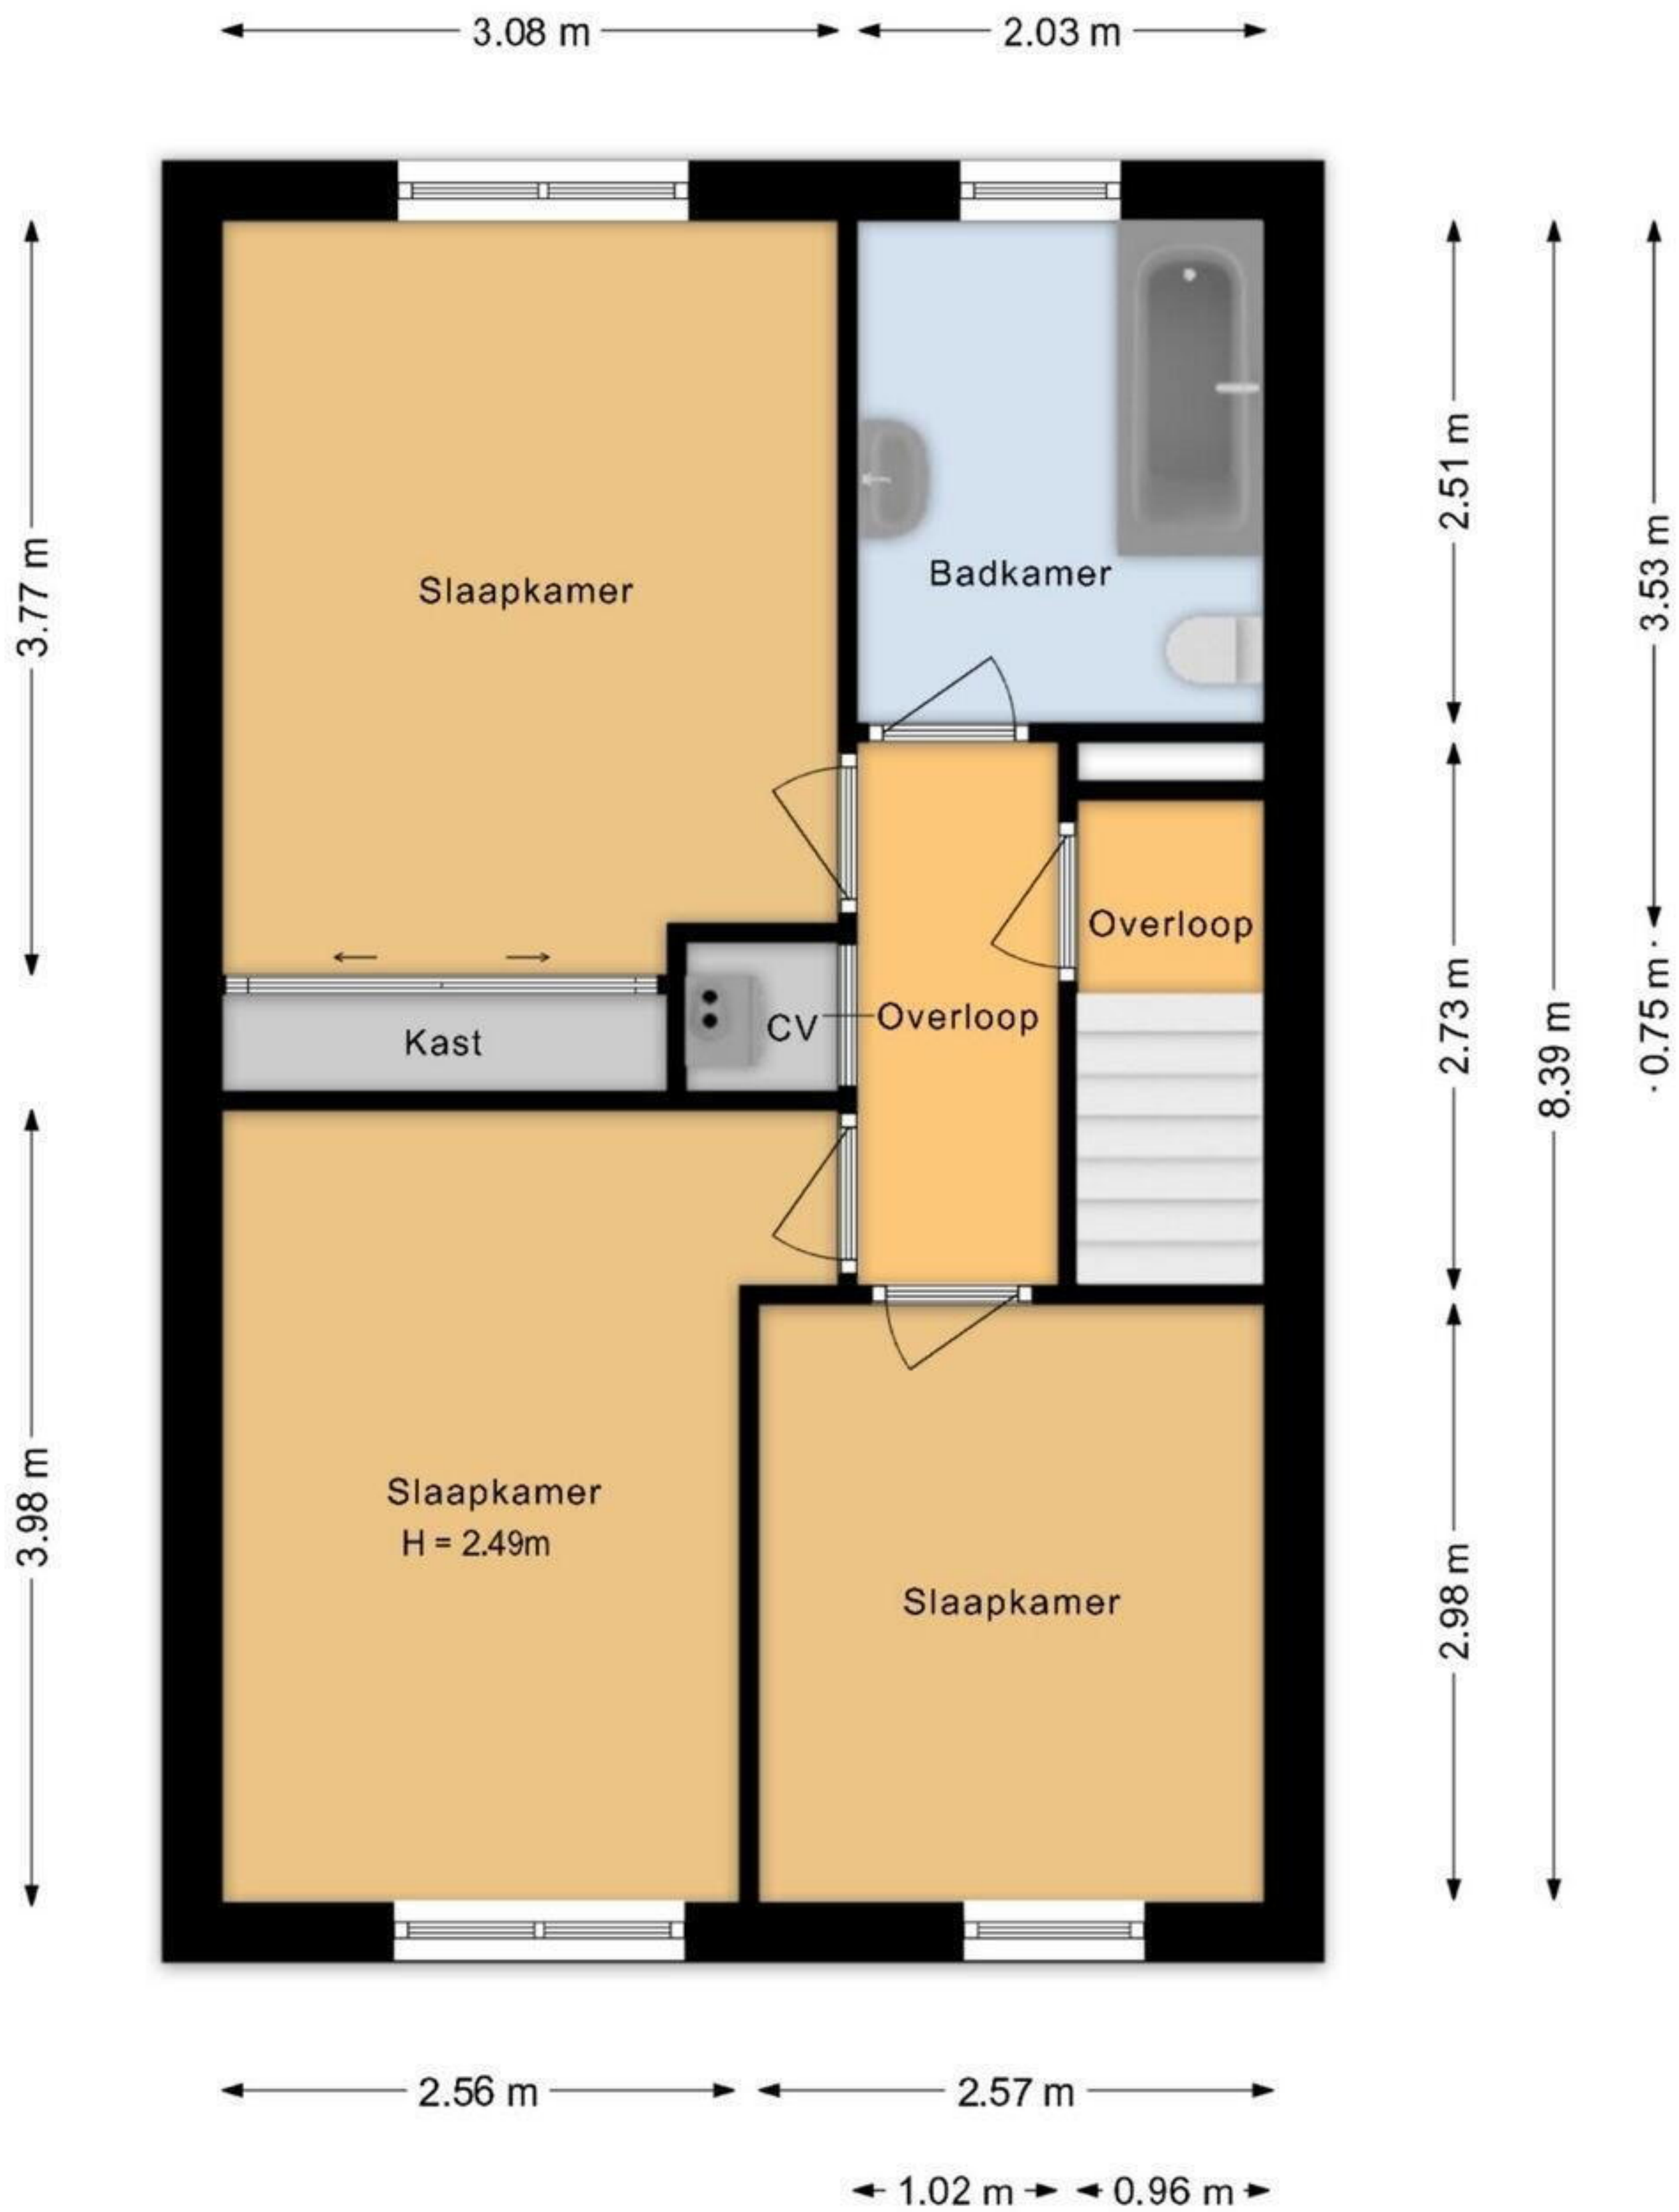 3.08 m
2.03 m
3.77 m
2.51 m
3.53 m
Slaapkamer
Badkamer
Overloop
Overloop
CV
Kast
2.73 m
8.39 m
0.75 m
3.98 m
Slaapkamer
H = 2.49m
Slaapkamer
2.98 m
2.56 m
2.57 m
1.02 m
0.96 m